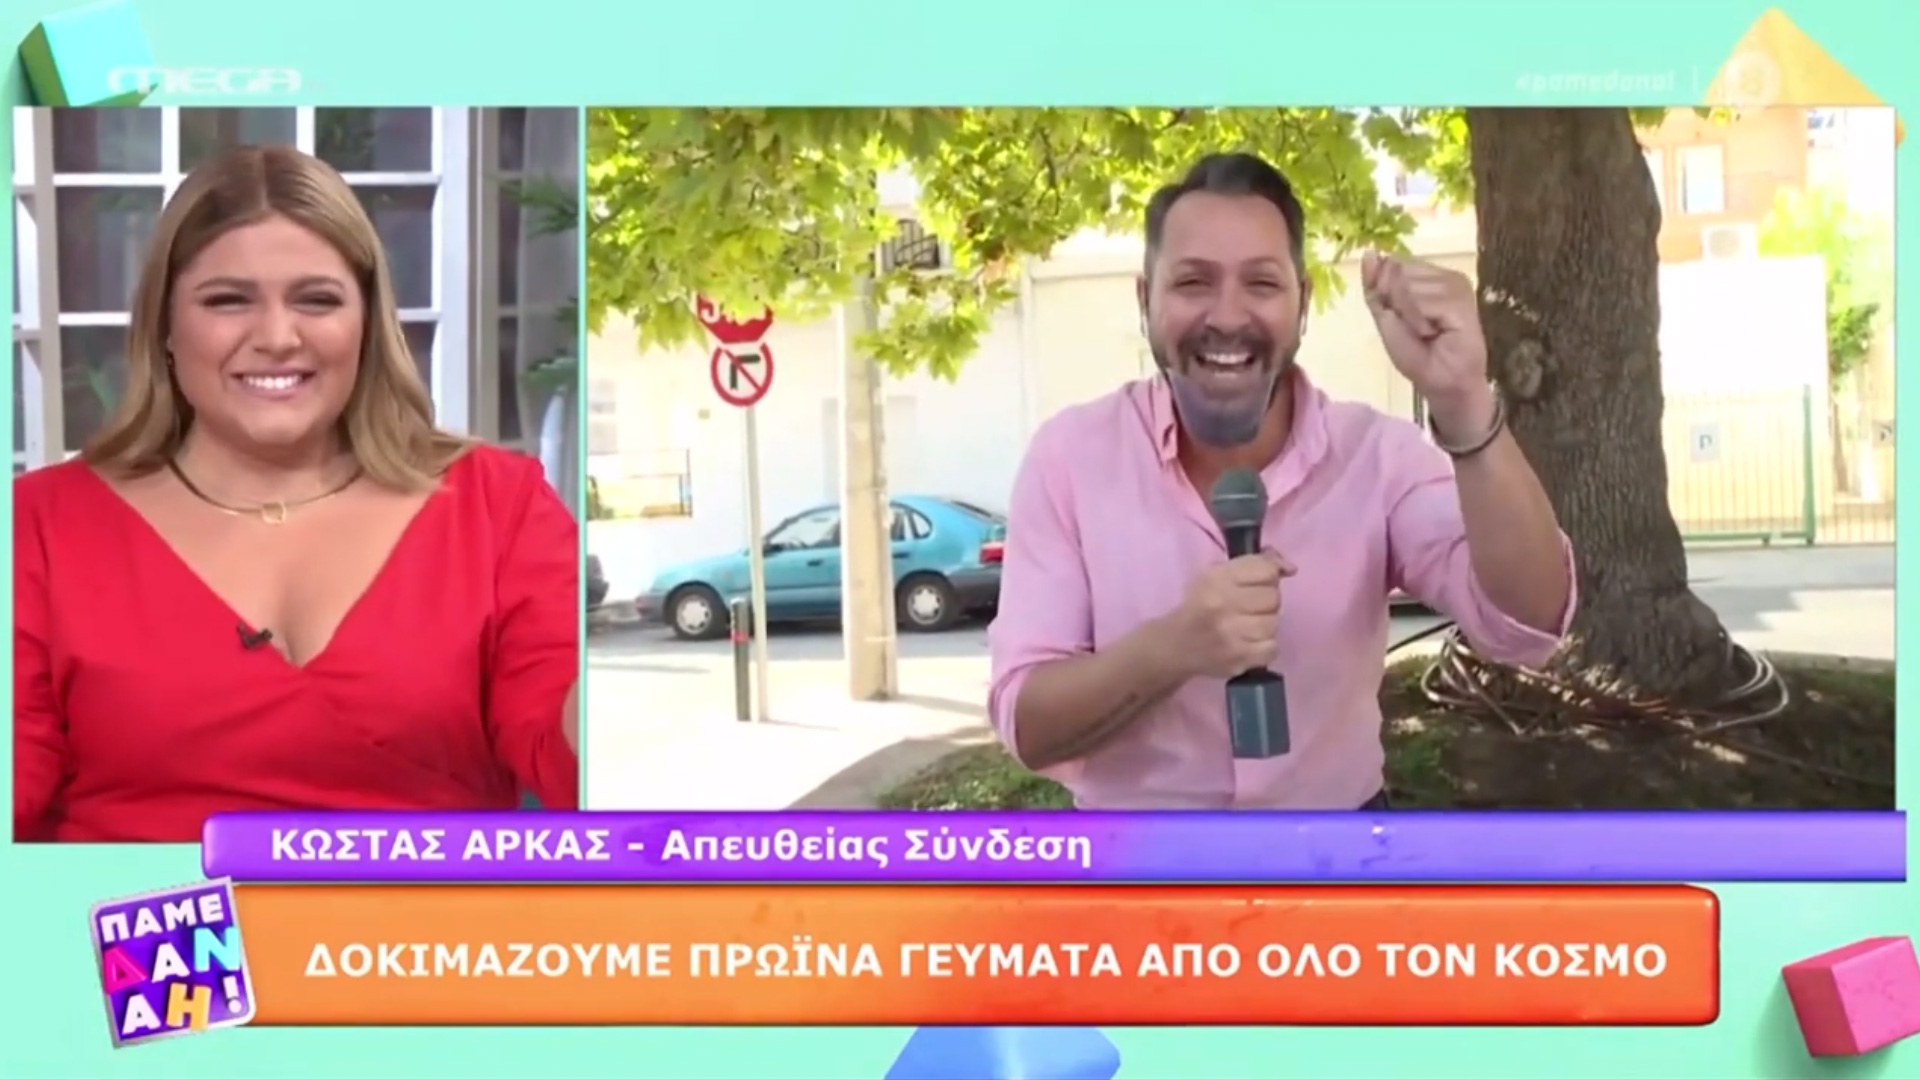 MEGA
#pamedanai
ΚΩΣΤΑΣ ΑΡΚΑΣ – Απευθείας Σύνδεση
ΠΑΜΕ
ΔΑΝ
ΑΗ!
ΔΟΚΙΜΑΖΟΥΜΕ ΠΡΩΪΝΑ ΓΕΥΜΑΤΑ ΑΠΟ ΟΛΟ ΤΟΝ ΚΟΣΜΟ